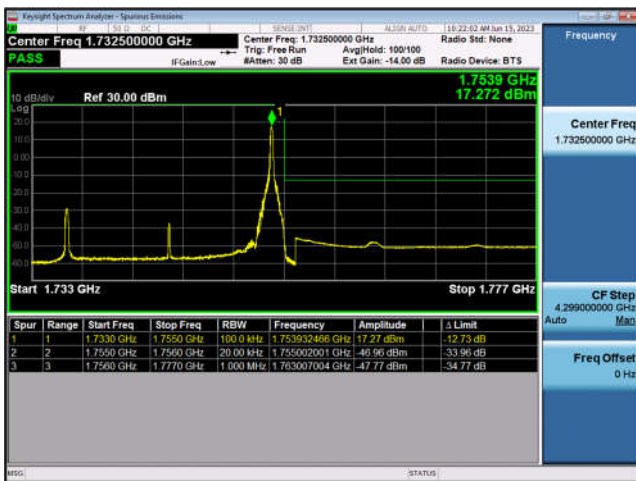 Keysight Spectrum Analyzer - Spurious Emissions
RF 50 Ω DC SENSE:INT ALIGN AUTO 10:22:02 AM Jun 15, 2023
Center Freq 1.732500000 GHz
Center Freq: 1.732500000 GHz
Radio Std: None
Trig: Free Run Avg|Hold: 100/100
PASS
IFGain:Low #Atten: 30 dB Ext Gain: -14.00 dB Radio Device: BTS
1.7539 GHz
17.272 dBm
10 dB/div Ref 30.00 dBm
Log
1
20.0
10.0
0.00
-10.0
-20.0
-30.0
-40.0
-50.0
-60.0
Start 1.733 GHz Stop 1.777 GHz
Spur Range Start Freq Stop Freq RBW Frequency Amplitude Δ Limit
1 1 1.7330 GHz 1.7550 GHz 100.0 kHz 1.753932466 GHz 17.27 dBm -12.73 dB
2 2 1.7550 GHz 1.7560 GHz 20.00 kHz 1.755002001 GHz -46.96 dBm -33.96 dB
3 3 1.7560 GHz 1.7770 GHz 1.000 MHz 1.763007004 GHz -47.77 dBm -34.77 dB
MSG STATUS
Frequency
Center Freq
1.732500000 GHz
CF Step
4.299000000 GHz
Auto Man
Freq Offset
0 Hz